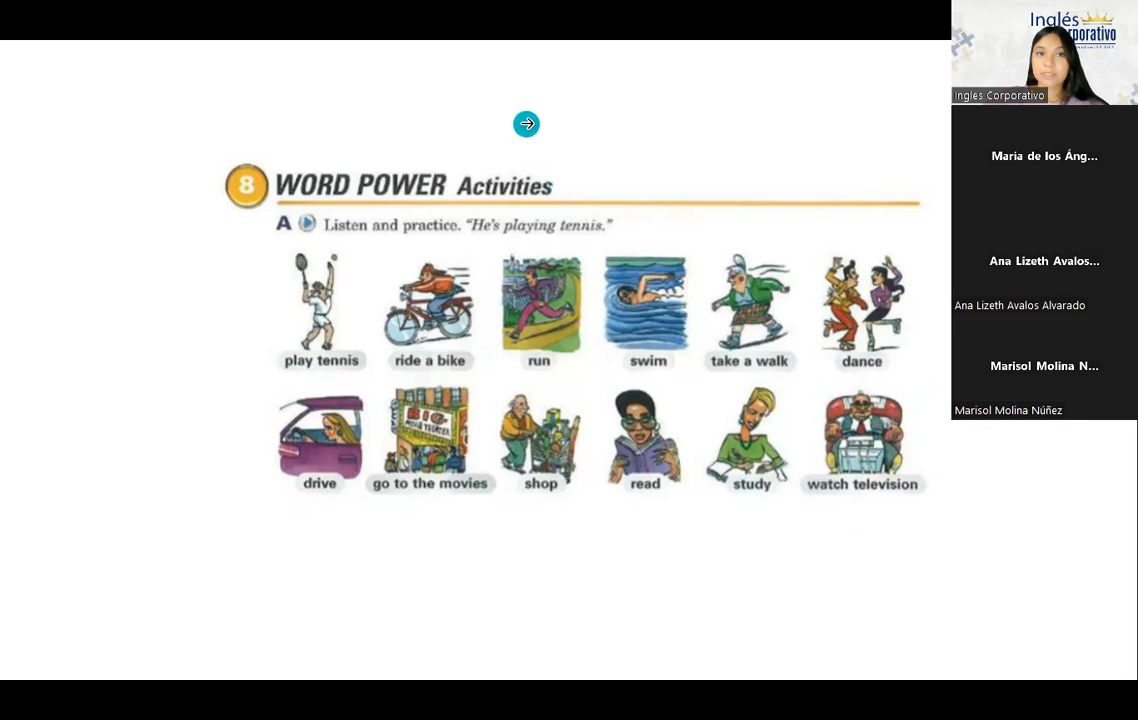 8 WORD POWER Activities
A Listen and practice. "He's playing tennis."
play tennis
ride a bike
run
swim
take a walk
dance
BIG
drive
go to the movies
shop
read
study
watch television
Inglés
Ingles Corporativo
Maria de los Áng...
Ana Lizeth Avalos...
Ana Lizeth Avalos Alvarado
Marisol Molina N...
Marisol Molina Núñez